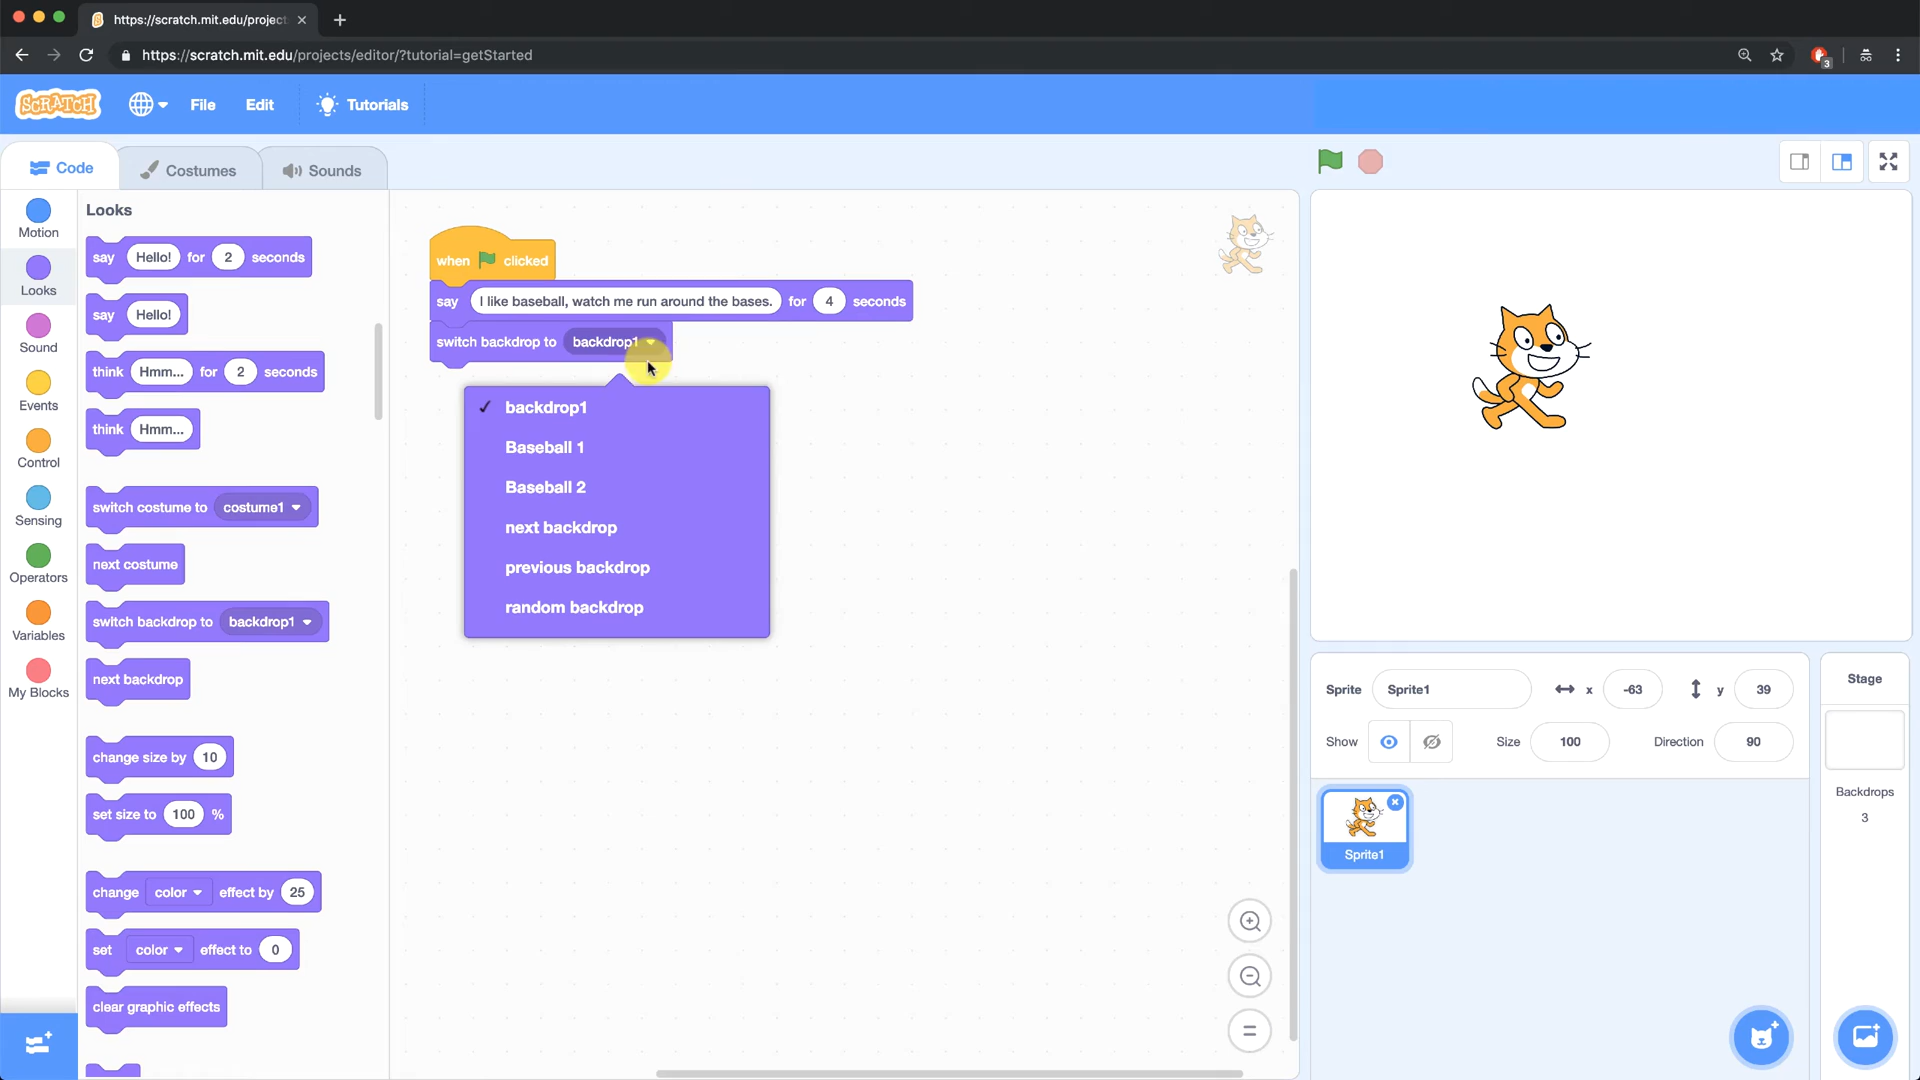 https://scratch.mit.edu/project
https://scratch.mit.edu/projects/editor/?tutorial=getStarted
3
SCRATCH
File
Edit
Tutorials
Code
Costumes
Sounds
Motion
Looks
Sound
Events
Control
Sensing
Operators
Variables
My Blocks
Looks
say Hello! for 2 seconds
say Hello!
think Hmm... for 2 seconds
think Hmm...
switch costume to costume1
next costume
switch backdrop to backdrop1
next backdrop
change size by 10
set size to 100 %
change color effect by 25
set color effect to 0
clear graphic effects
when clicked
say I like baseball, watch me run around the bases. for 4 seconds
switch backdrop to backdrop1
✓ backdrop1
Baseball 1
Baseball 2
next backdrop
previous backdrop
random backdrop
Sprite Sprite1 x -63 y 39
Show Size 100 Direction 90
Sprite1
Stage
Backdrops
3